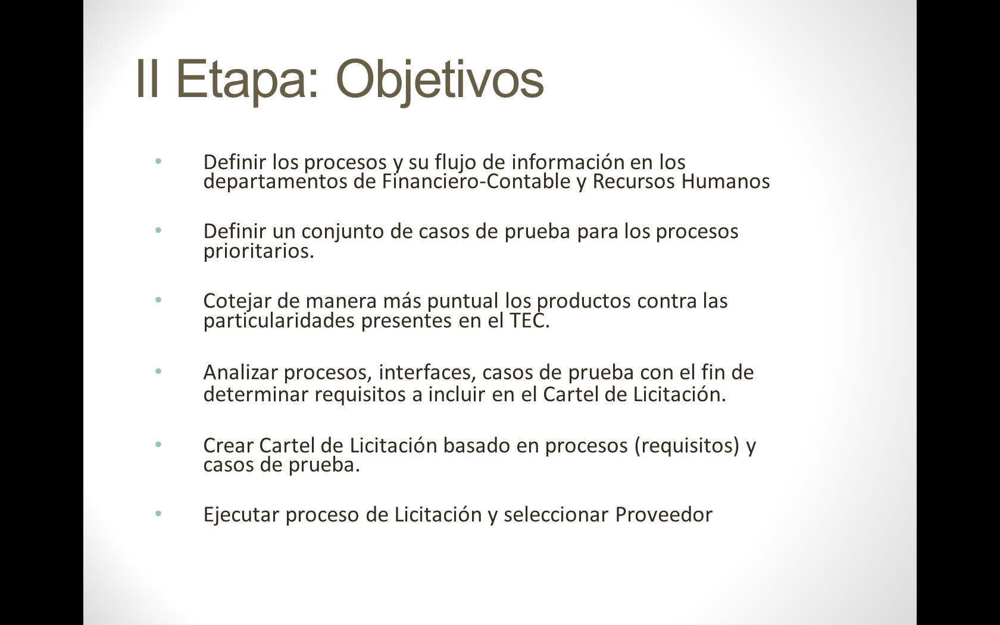 II Etapa: Objetivos
• Definir los procesos y su flujo de información en los
departamentos de Financiero-Contable y Recursos Humanos
• Definir un conjunto de casos de prueba para los procesos
prioritarios.
• Cotejar de manera más puntual los productos contra las
particularidades presentes en el TEC.
• Analizar procesos, interfaces, casos de prueba con el fin de
determinar requisitos a incluir en el Cartel de Licitación.
• Crear Cartel de Licitación basado en procesos (requisitos) y
casos de prueba.
• Ejecutar proceso de Licitación y seleccionar Proveedor